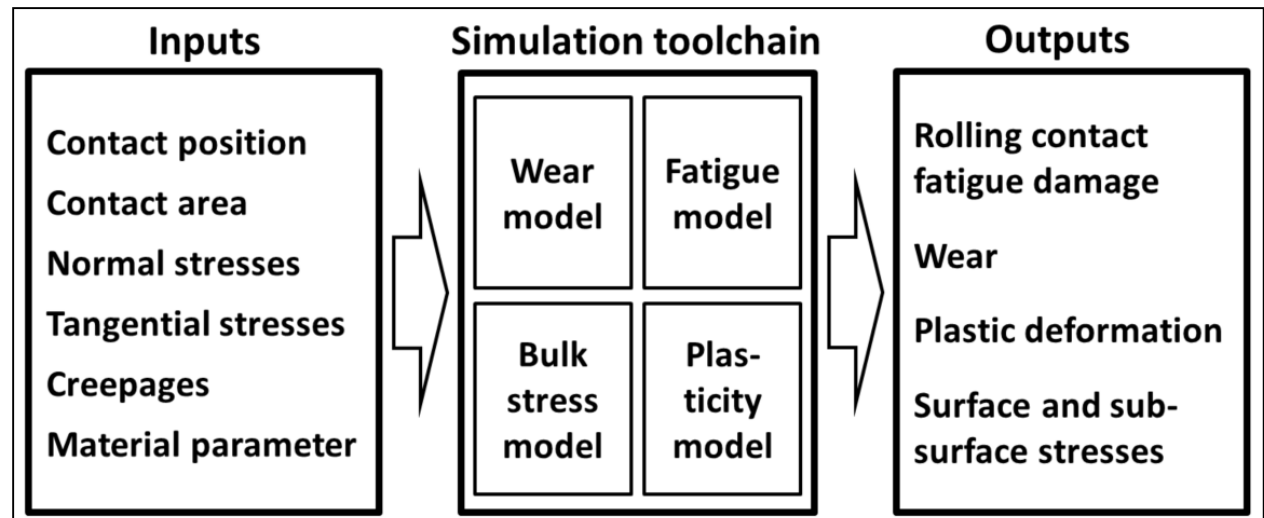 Inputs
Contact position
Contact area
Normal stresses
Tangential stresses
Creepages
Material parameter
Simulation toolchain
Wear
model
Fatigue
model
Bulk
stress
model
Plas-
ticity
model
Outputs
Rolling contact
fatigue damage
Wear
Plastic deformation
Surface and sub-
surface stresses